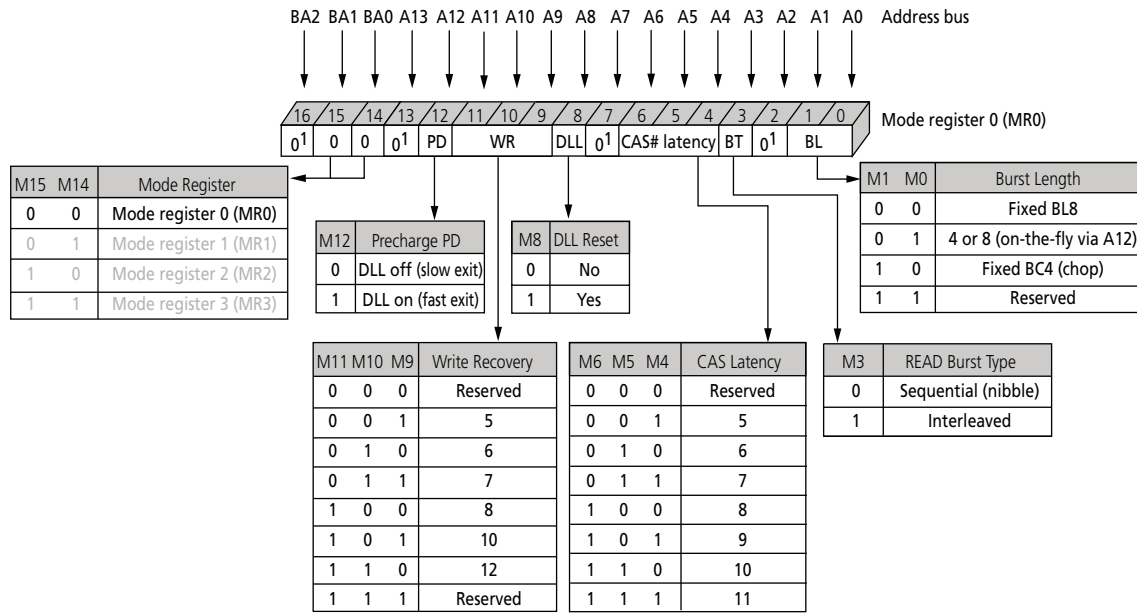 BA2 BA1 BA0 A13 A12 A11 A10 A9 A8 A7 A6 A5 A4 A3 A2 A1 A0 Address bus
16 15 14 13 12 11 10 9 8 7 6 5 4 3 2 1 0
Mode register 0 (MR0)
0¹ 0 0 0¹ PD WR DLL 0¹ CAS# latency BT 0¹ BL
M15 M14 Mode Register
0 0 Mode register 0 (MR0)
0 1 Mode register 1 (MR1)
1 0 Mode register 2 (MR2)
1 1 Mode register 3 (MR3)
M12 Precharge PD
0 DLL off (slow exit)
1 DLL on (fast exit)
M8 DLL Reset
0 No
1 Yes
M1 M0 Burst Length
0 0 Fixed BL8
0 1 4 or 8 (on-the-fly via A12)
1 0 Fixed BC4 (chop)
1 1 Reserved
M11 M10 M9 Write Recovery
0 0 0 Reserved
0 0 1 5
0 1 0 6
0 1 1 7
1 0 0 8
1 0 1 10
1 1 0 12
1 1 1 Reserved
M6 M5 M4 CAS Latency
0 0 0 Reserved
0 0 1 5
0 1 0 6
0 1 1 7
1 0 0 8
1 0 1 9
1 1 0 10
1 1 1 11
M3 READ Burst Type
0 Sequential (nibble)
1 Interleaved